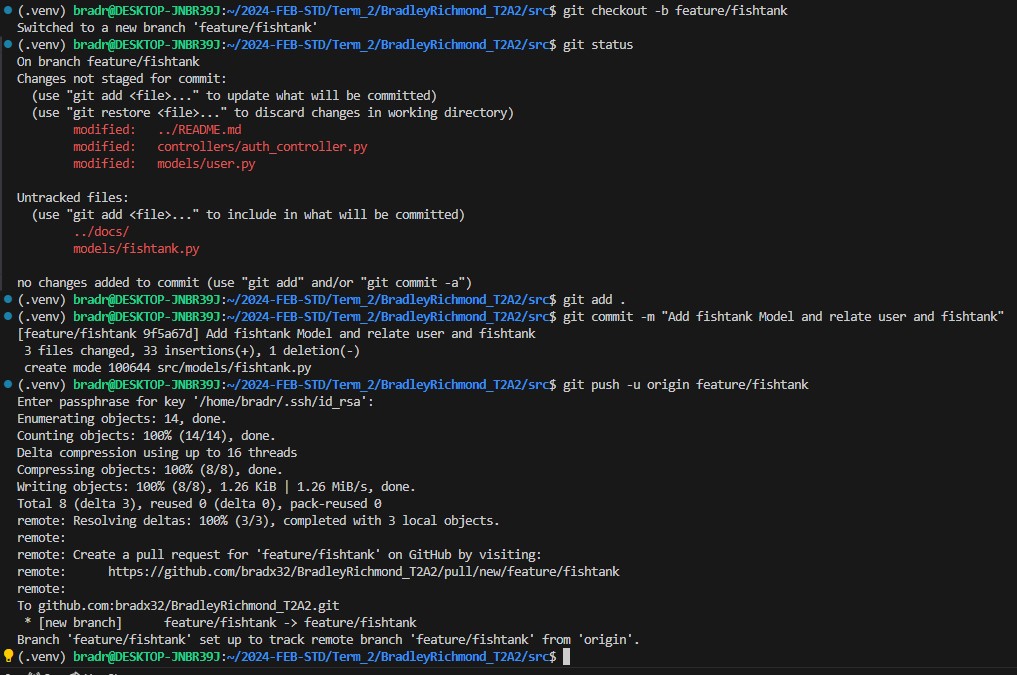 (.venv) bradr@DESKTOP-JNBR39J:~/2024-FEB-STD/Term_2/BradleyRichmond_T2A2/src$ git checkout -b feature/fishtank
Switched to a new branch 'feature/fishtank'
(.venv) bradr@DESKTOP-JNBR39J:~/2024-FEB-STD/Term_2/BradleyRichmond_T2A2/src$ git status
On branch feature/fishtank
Changes not staged for commit:
  (use "git add <file>..." to update what will be committed)
  (use "git restore <file>..." to discard changes in working directory)
        modified:   ../README.md
        modified:   controllers/auth_controller.py
        modified:   models/user.py

Untracked files:
  (use "git add <file>..." to include in what will be committed)
        ../docs/
        models/fishtank.py

no changes added to commit (use "git add" and/or "git commit -a")
(.venv) bradr@DESKTOP-JNBR39J:~/2024-FEB-STD/Term_2/BradleyRichmond_T2A2/src$ git add .
(.venv) bradr@DESKTOP-JNBR39J:~/2024-FEB-STD/Term_2/BradleyRichmond_T2A2/src$ git commit -m "Add fishtank Model and relate user and fishtank"
[feature/fishtank 9f5a67d] Add fishtank Model and relate user and fishtank
 3 files changed, 33 insertions(+), 1 deletion(-)
 create mode 100644 src/models/fishtank.py
(.venv) bradr@DESKTOP-JNBR39J:~/2024-FEB-STD/Term_2/BradleyRichmond_T2A2/src$ git push -u origin feature/fishtank
Enter passphrase for key '/home/bradr/.ssh/id_rsa':
Enumerating objects: 14, done.
Counting objects: 100% (14/14), done.
Delta compression using up to 16 threads
Compressing objects: 100% (8/8), done.
Writing objects: 100% (8/8), 1.26 KiB | 1.26 MiB/s, done.
Total 8 (delta 3), reused 0 (delta 0), pack-reused 0
remote: Resolving deltas: 100% (3/3), completed with 3 local objects.
remote:
remote: Create a pull request for 'feature/fishtank' on GitHub by visiting:
remote:      https://github.com/bradx32/BradleyRichmond_T2A2/pull/new/feature/fishtank
remote:
To github.com:bradx32/BradleyRichmond_T2A2.git
 * [new branch]      feature/fishtank -> feature/fishtank
Branch 'feature/fishtank' set up to track remote branch 'feature/fishtank' from 'origin'.
(.venv) bradr@DESKTOP-JNBR39J:~/2024-FEB-STD/Term_2/BradleyRichmond_T2A2/src$